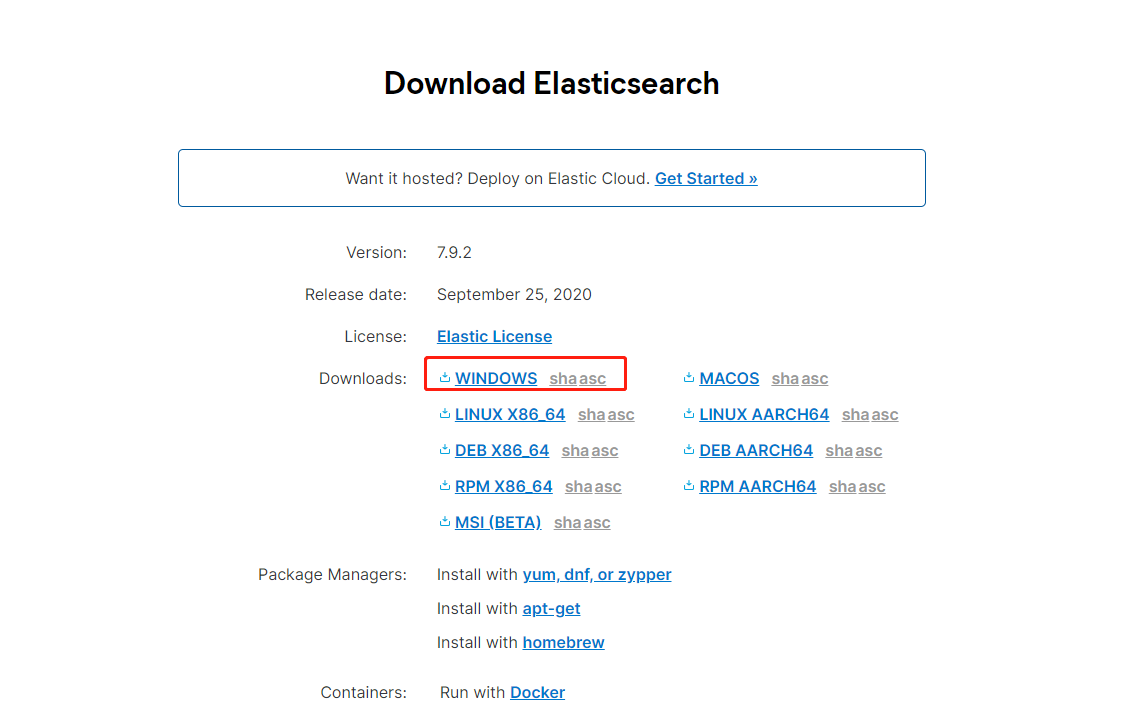 Download Elasticsearch
Want it hosted? Deploy on Elastic Cloud. Get Started »
Version: 7.9.2
Release date: September 25, 2020
License: Elastic License
Downloads: WINDOWS sha asc MACOS sha asc
LINUX X86_64 sha asc LINUX AARCH64 sha asc
DEB X86_64 sha asc DEB AARCH64 sha asc
RPM X86_64 sha asc RPM AARCH64 sha asc
MSI (BETA) sha asc
Package Managers: Install with yum, dnf, or zypper
Install with apt-get
Install with homebrew
Containers: Run with Docker